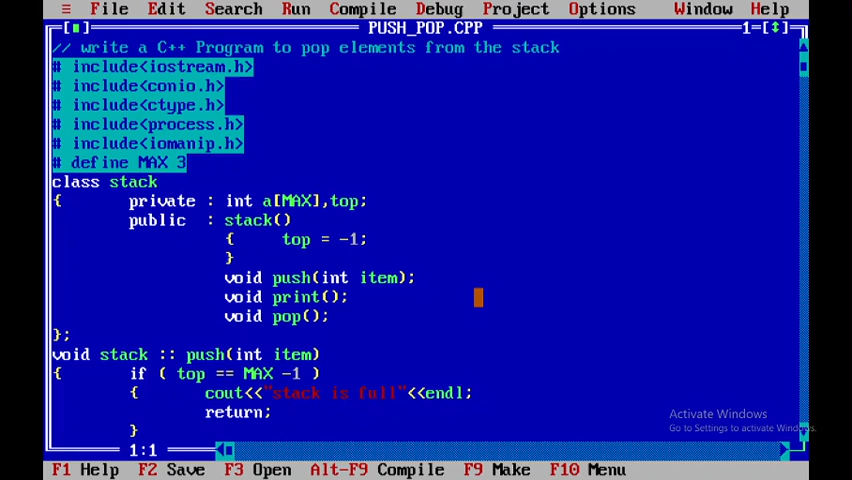 ≡ File Edit Search Run Compile Debug Project Options Window Help
[■] PUSH_POP.CPP 1=[↕]
// write a C++ Program to pop elements from the stack
# include<iostream.h>
# include<conio.h>
# include<ctype.h>
# include<process.h>
# include<iomanip.h>
# define MAX 3
class stack
{ private : int a[MAX],top;
public : stack()
{ top = -1;
}
void push(int item);
void print();
void pop();
};
void stack :: push(int item)
{ if ( top == MAX -1 )
{ cout<<"stack is full"<<endl;
return;
}
Activate Windows
Go to Settings to activate Windows.
1:1
F1 Help F2 Save F3 Open Alt-F9 Compile F9 Make F10 Menu